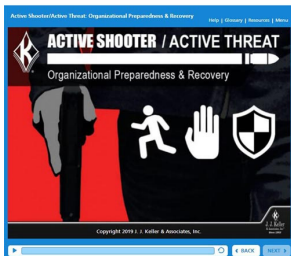 Active Shooter/Active Threat: Organizational Preparedness & Recovery
Help | Glossary | Resources | Menu
ACTIVE SHOOTER / ACTIVE THREAT
Organizational Preparedness & Recovery
J. J. Keller
Copyright 2019 J. J. Keller & Associates, Inc.
BACK
NEXT